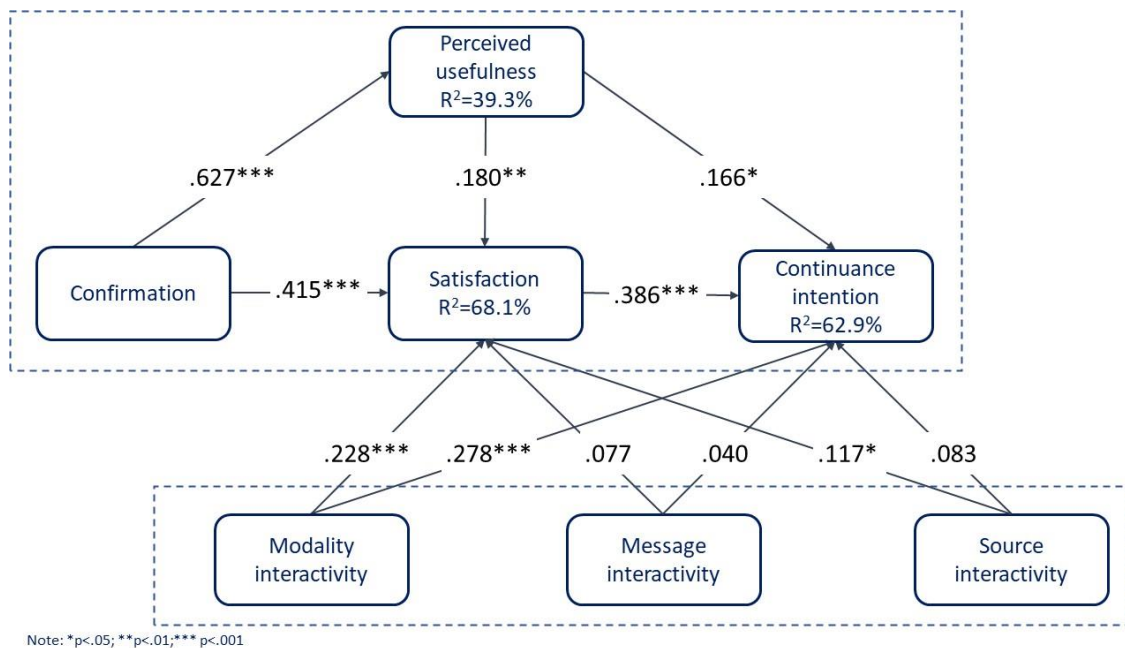 Perceived
usefulness
R²=39.3%
.627***
.180**
.166*
Confirmation
.415***
Satisfaction
R²=68.1%
.386***
Continuance
intention
R²=62.9%
.228***
.278***
.077
.040
.117*
.083
Modality
interactivity
Message
interactivity
Source
interactivity
Note: *p<.05; **p<.01;*** p<.001